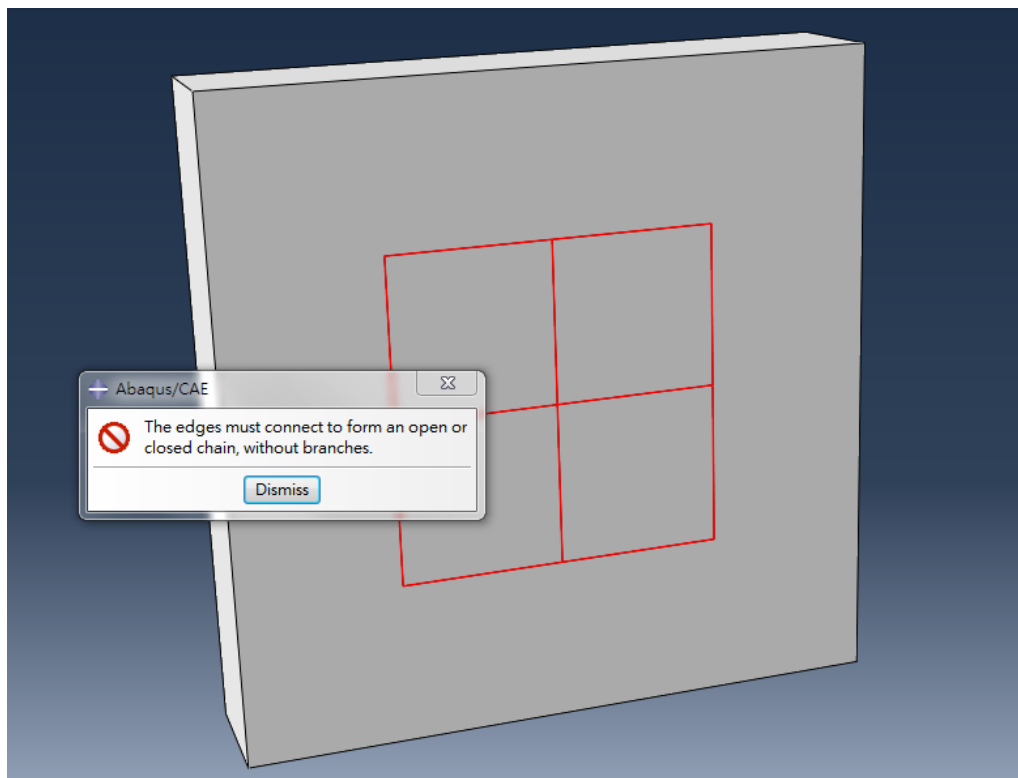 Abaqus/CAE
The edges must connect to form an open or
closed chain, without branches.
Dismiss